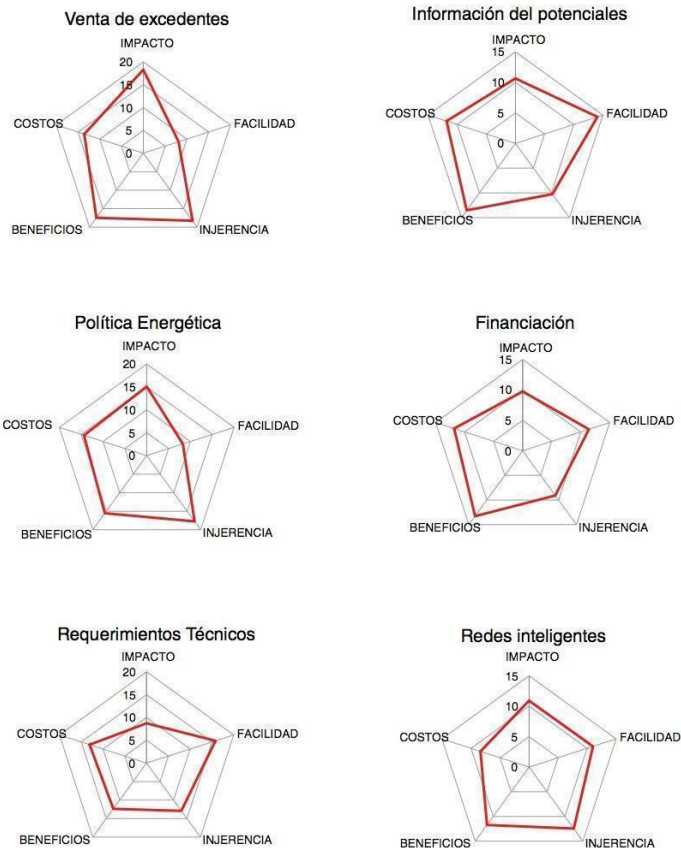 Venta de excedentes
IMPACTO
20
15
10
5
0
COSTOS
FACILIDAD
BENEFICIOS
INJERENCIA
Información del potenciales
IMPACTO
15
10
5
0
COSTOS
FACILIDAD
BENEFICIOS
INJERENCIA
Política Energética
IMPACTO
20
15
10
5
0
COSTOS
FACILIDAD
BENEFICIOS
INJERENCIA
Financiación
IMPACTO
15
10
5
0
COSTOS
FACILIDAD
BENEFICIOS
INJERENCIA
Requerimientos Técnicos
IMPACTO
20
15
10
5
0
COSTOS
FACILIDAD
BENEFICIOS
INJERENCIA
Redes inteligentes
IMPACTO
15
10
5
0
COSTOS
FACILIDAD
BENEFICIOS
INJERENCIA